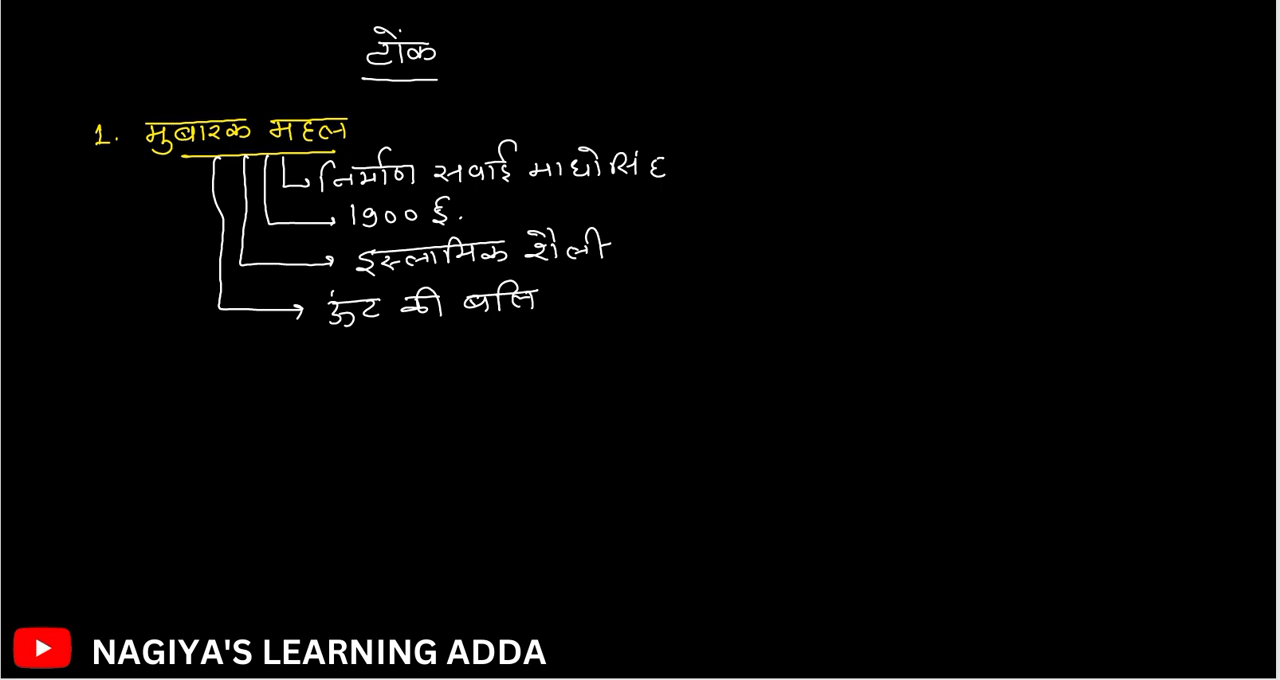 टोंक
1. मुबारक महल
निर्माण सवाई माधोसिंह
1900 ई.
इस्लामिक शैली
ऊंट की बलि
NAGIYA'S LEARNING ADDA